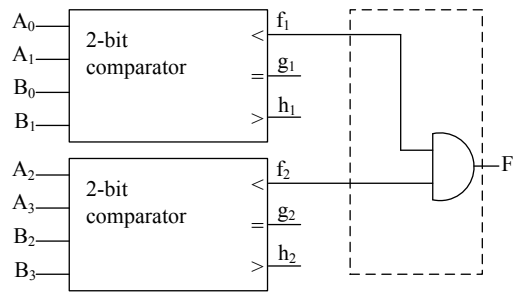 A₀
A₁
B₀
B₁
2-bit
comparator
< f₁
= g₁
> h₁
A₂
A₃
B₂
B₃
2-bit
comparator
< f₂
= g₂
> h₂
F